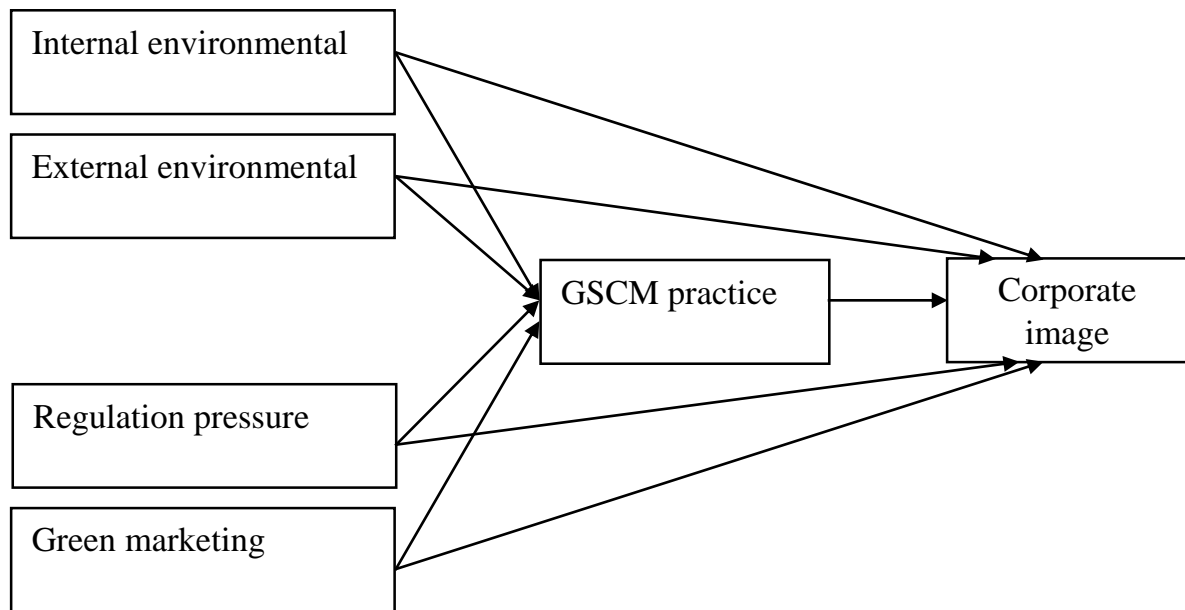 Internal environmental
External environmental
GSCM practice
Corporate
image
Regulation pressure
Green marketing